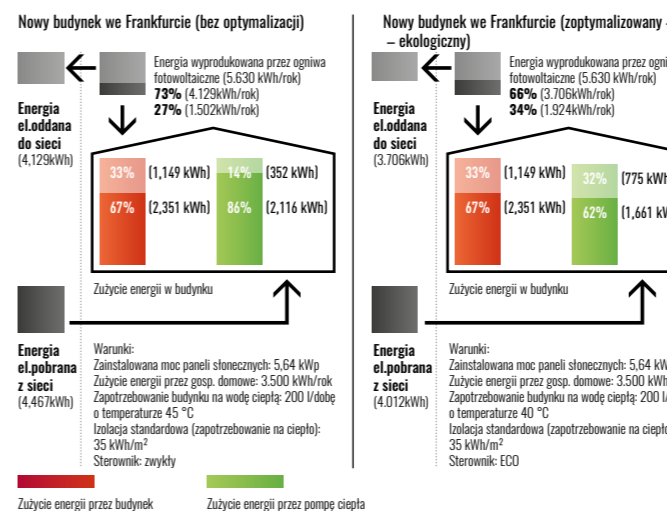 Nowy budynek we Frankfurcie (bez optymalizacji)
Energia wyprodukowana przez ogniwa
fotowoltaiczne (5.630 kWh/rok)
73% (4.129kWh/rok)
27% (1.502kWh/rok)
Energia
el.oddana
do sieci
(4,129kWh)
33% (1,149 kWh) 14% (352 kWh)
67% (2,351 kWh) 86% (2,116 kWh)
Zużycie energii w budynku
Energia
el.pobrana
z sieci
(4,467kWh)
Warunki:
Zainstalowana moc paneli słonecznych: 5,64 kWp
Zużycie energii przez gosp. domowe: 3.500 kWh/rok
Zapotrzebowanie budynku na wodę ciepłą: 200 l/dobę
o temperaturze 45 °C
Izolacja standardowa (zapotrzebowanie na ciepło):
35 kWh/m²
Sterownik: zwykły
Nowy budynek we Frankfurcie (zoptymalizowany
– ekologiczny)
Energia wyprodukowana przez ogni
fotowoltaiczne (5.630 kWh/rok)
66% (3.706kWh/rok)
34% (1.924kWh/rok)
Energia
el.oddana
do sieci
(3.706kWh)
33% (1,149 kWh) 32% (775 kWh
67% (2,351 kWh) 62% (1,661 kW
Zużycie energii w budynku
Energia
el.pobrana
z sieci
(4.012kWh)
Warunki:
Zainstalowana moc paneli słonecznych: 5,64 kW
Zużycie energii przez gosp. domowe: 3.500 kWh
Zapotrzebowanie budynku na wodę ciepłą: 200 l/
o temperaturze 40 °C
Izolacja standardowa (zapotrzebowanie na ciepło
35 kWh/m²
Sterownik: ECO
Zużycie energii przez budynek
Zużycie energii przez pompę ciepła